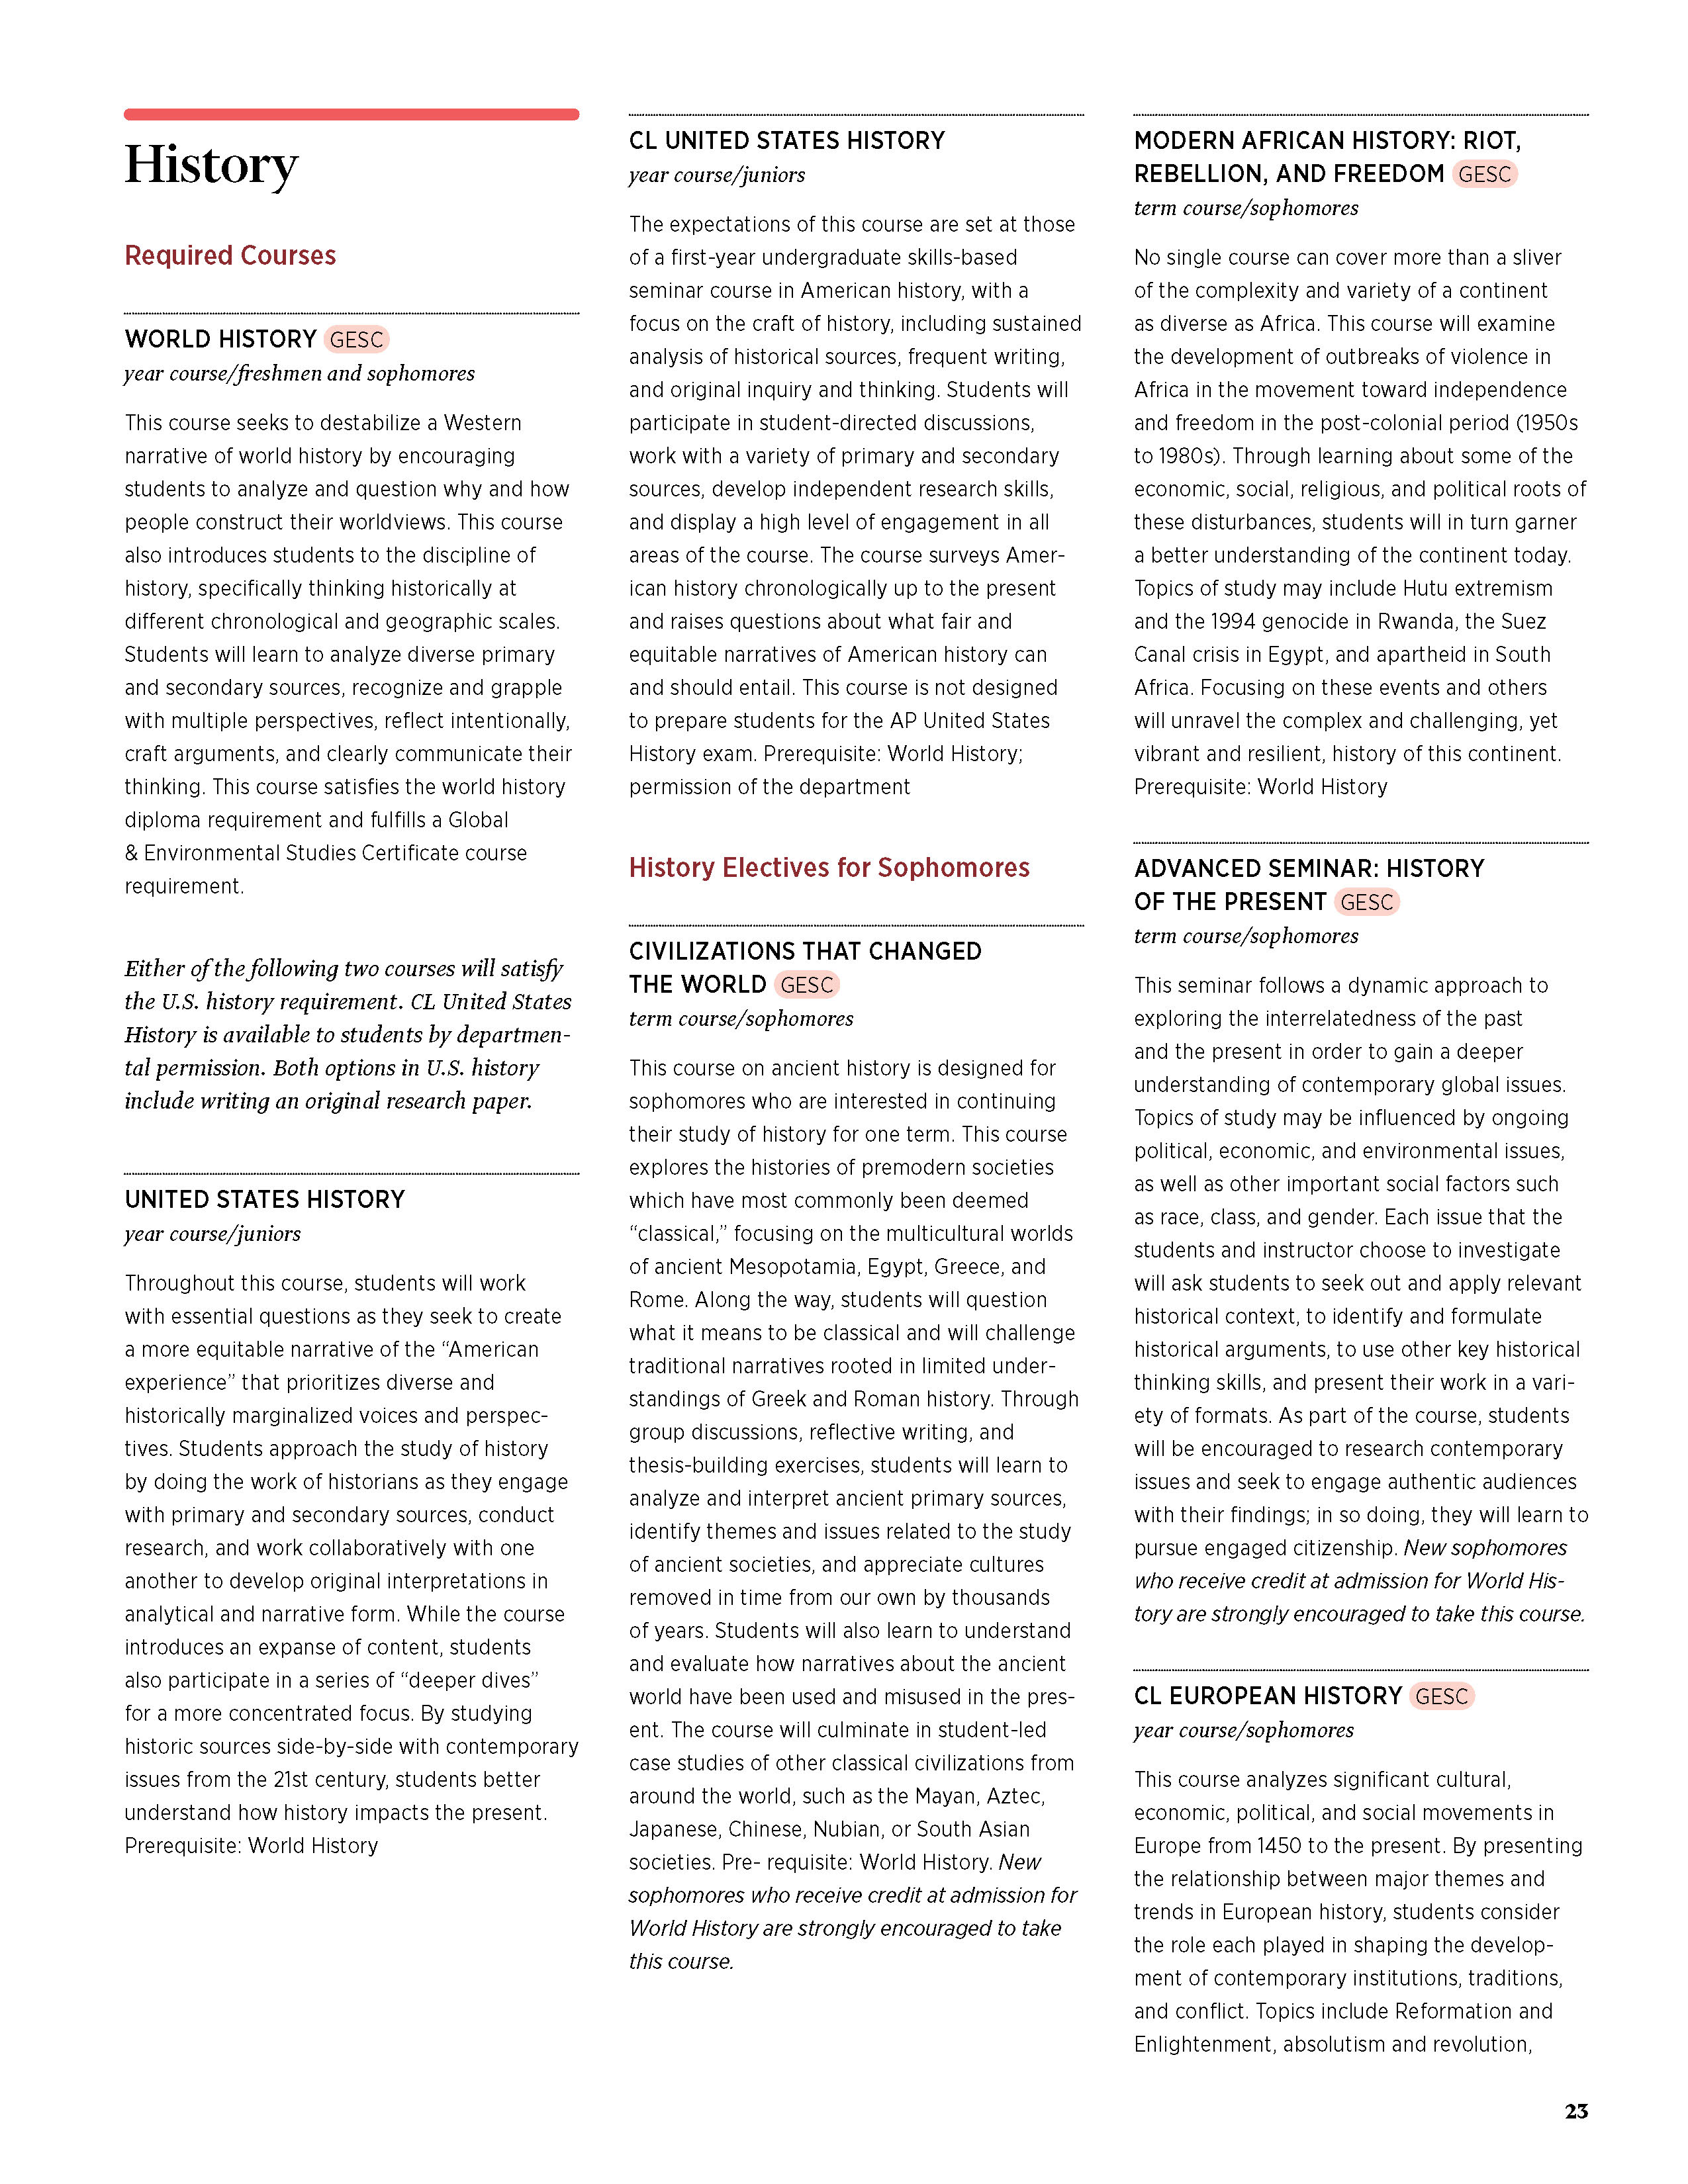 History
Required Courses
WORLD HISTORY GESC
year course/freshmen and sophomores
This course seeks to destabilize a Western
narrative of world history by encouraging
students to analyze and question why and how
people construct their worldviews. This course
also introduces students to the discipline of
history, specifically thinking historically at
different chronological and geographic scales.
Students will learn to analyze diverse primary
and secondary sources, recognize and grapple
with multiple perspectives, reflect intentionally,
craft arguments, and clearly communicate their
thinking. This course satisfies the world history
diploma requirement and fulfills a Global
& Environmental Studies Certificate course
requirement.
Either of the following two courses will satisfy
the U.S. history requirement. CL United States
History is available to students by departmen-
tal permission. Both options in U.S. history
include writing an original research paper.
UNITED STATES HISTORY
year course/juniors
Throughout this course, students will work
with essential questions as they seek to create
a more equitable narrative of the “American
experience” that prioritizes diverse and
historically marginalized voices and perspec-
tives. Students approach the study of history
by doing the work of historians as they engage
with primary and secondary sources, conduct
research, and work collaboratively with one
another to develop original interpretations in
analytical and narrative form. While the course
introduces an expanse of content, students
also participate in a series of “deeper dives”
for a more concentrated focus. By studying
historic sources side-by-side with contemporary
issues from the 21st century, students better
understand how history impacts the present.
Prerequisite: World History
CL UNITED STATES HISTORY
year course/juniors
The expectations of this course are set at those
of a first-year undergraduate skills-based
seminar course in American history, with a
focus on the craft of history, including sustained
analysis of historical sources, frequent writing,
and original inquiry and thinking. Students will
participate in student-directed discussions,
work with a variety of primary and secondary
sources, develop independent research skills,
and display a high level of engagement in all
areas of the course. The course surveys Amer-
ican history chronologically up to the present
and raises questions about what fair and
equitable narratives of American history can
and should entail. This course is not designed
to prepare students for the AP United States
History exam. Prerequisite: World History;
permission of the department
History Electives for Sophomores
CIVILIZATIONS THAT CHANGED
THE WORLD GESC
term course/sophomores
This course on ancient history is designed for
sophomores who are interested in continuing
their study of history for one term. This course
explores the histories of premodern societies
which have most commonly been deemed
“classical,” focusing on the multicultural worlds
of ancient Mesopotamia, Egypt, Greece, and
Rome. Along the way, students will question
what it means to be classical and will challenge
traditional narratives rooted in limited under-
standings of Greek and Roman history. Through
group discussions, reflective writing, and
thesis-building exercises, students will learn to
analyze and interpret ancient primary sources,
identify themes and issues related to the study
of ancient societies, and appreciate cultures
removed in time from our own by thousands
of years. Students will also learn to understand
and evaluate how narratives about the ancient
world have been used and misused in the pres-
ent. The course will culminate in student-led
case studies of other classical civilizations from
around the world, such as the Mayan, Aztec,
Japanese, Chinese, Nubian, or South Asian
societies. Pre- requisite: World History. New
sophomores who receive credit at admission for
World History are strongly encouraged to take
this course.
MODERN AFRICAN HISTORY: RIOT,
REBELLION, AND FREEDOM GESC
term course/sophomores
No single course can cover more than a sliver
of the complexity and variety of a continent
as diverse as Africa. This course will examine
the development of outbreaks of violence in
Africa in the movement toward independence
and freedom in the post-colonial period (1950s
to 1980s). Through learning about some of the
economic, social, religious, and political roots of
these disturbances, students will in turn garner
a better understanding of the continent today.
Topics of study may include Hutu extremism
and the 1994 genocide in Rwanda, the Suez
Canal crisis in Egypt, and apartheid in South
Africa. Focusing on these events and others
will unravel the complex and challenging, yet
vibrant and resilient, history of this continent.
Prerequisite: World History
ADVANCED SEMINAR: HISTORY
OF THE PRESENT GESC
term course/sophomores
This seminar follows a dynamic approach to
exploring the interrelatedness of the past
and the present in order to gain a deeper
understanding of contemporary global issues.
Topics of study may be influenced by ongoing
political, economic, and environmental issues,
as well as other important social factors such
as race, class, and gender. Each issue that the
students and instructor choose to investigate
will ask students to seek out and apply relevant
historical context, to identify and formulate
historical arguments, to use other key historical
thinking skills, and present their work in a vari-
ety of formats. As part of the course, students
will be encouraged to research contemporary
issues and seek to engage authentic audiences
with their findings; in so doing, they will learn to
pursue engaged citizenship. New sophomores
who receive credit at admission for World His-
tory are strongly encouraged to take this course.
CL EUROPEAN HISTORY GESC
year course/sophomores
This course analyzes significant cultural,
economic, political, and social movements in
Europe from 1450 to the present. By presenting
the relationship between major themes and
trends in European history, students consider
the role each played in shaping the develop-
ment of contemporary institutions, traditions,
and conflict. Topics include Reformation and
Enlightenment, absolutism and revolution,
23